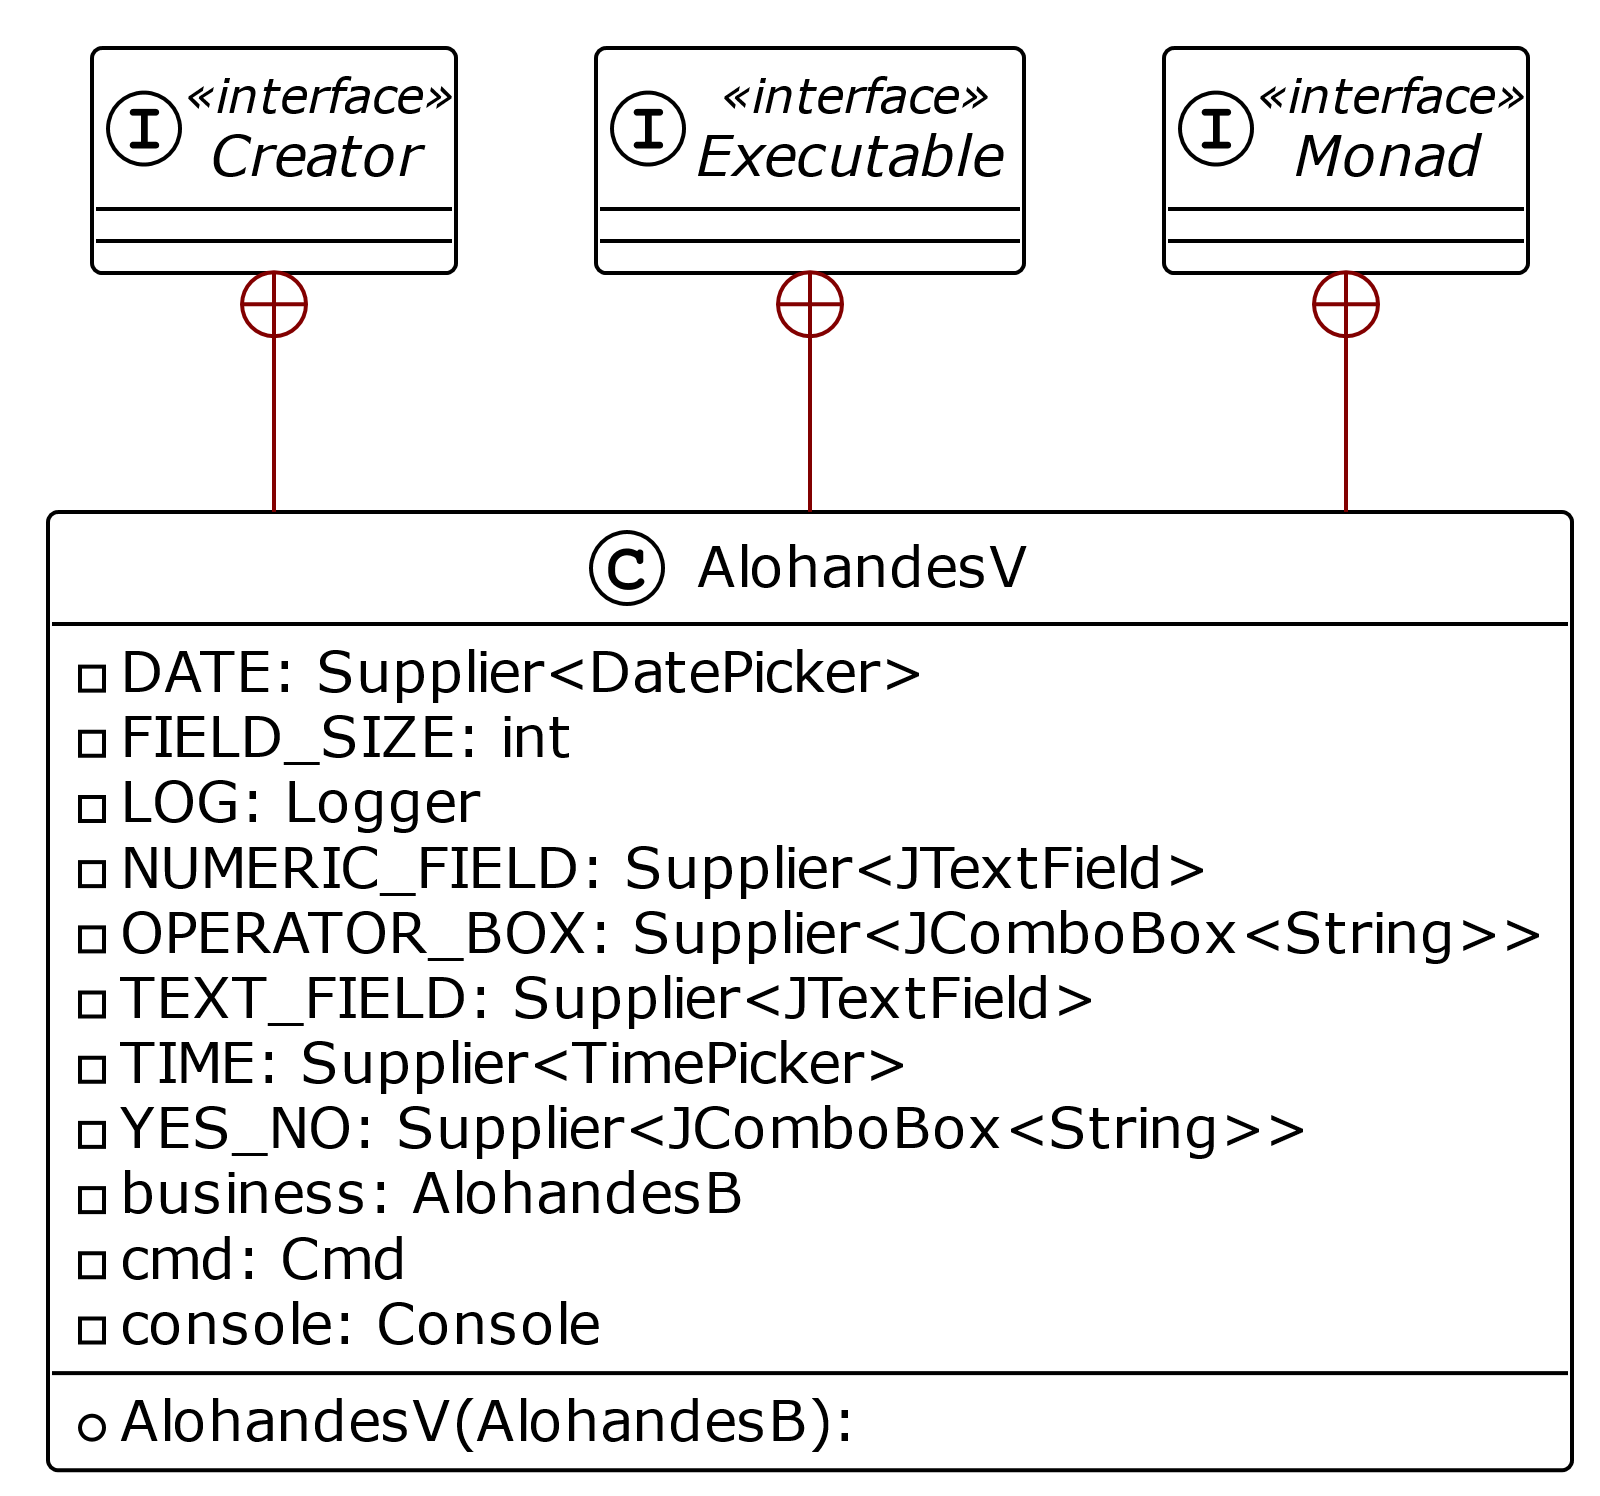 «interface»
Creator
«interface»
Executable
«interface»
Monad
AlohandesV
DATE: Supplier<DatePicker>
FIELD_SIZE: int
LOG: Logger
NUMERIC_FIELD: Supplier<JTextField>
OPERATOR_BOX: Supplier<JComboBox<String>>
TEXT_FIELD: Supplier<JTextField>
TIME: Supplier<TimePicker>
YES_NO: Supplier<JComboBox<String>>
business: AlohandesB
cmd: Cmd
console: Console
AlohandesV(AlohandesB):